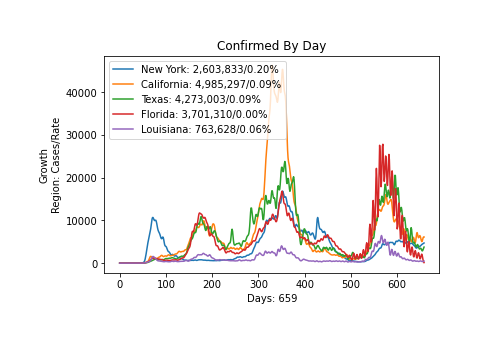 Confirmed By Day
New York: 2,603,833/0.20%
California: 4,985,297/0.09%
Texas: 4,273,003/0.09%
Florida: 3,701,310/0.00%
Louisiana: 763,628/0.06%
Growth
Region: Cases/Rate
40000
30000
20000
10000
0
0 100 200 300 400 500 600
Days: 659